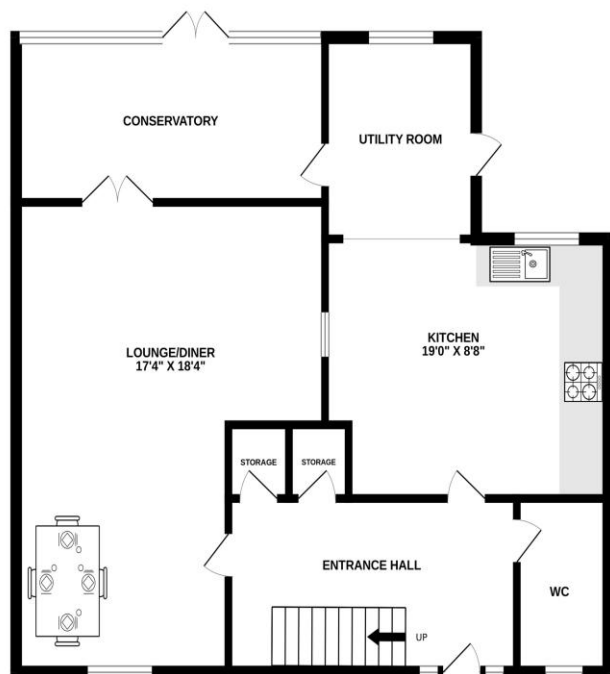 CONSERVATORY
UTILITY ROOM
LOUNGE/DINER
17'4" X 18'4"
KITCHEN
19'0" X 8'8"
STORAGE
STORAGE
ENTRANCE HALL
WC
UP